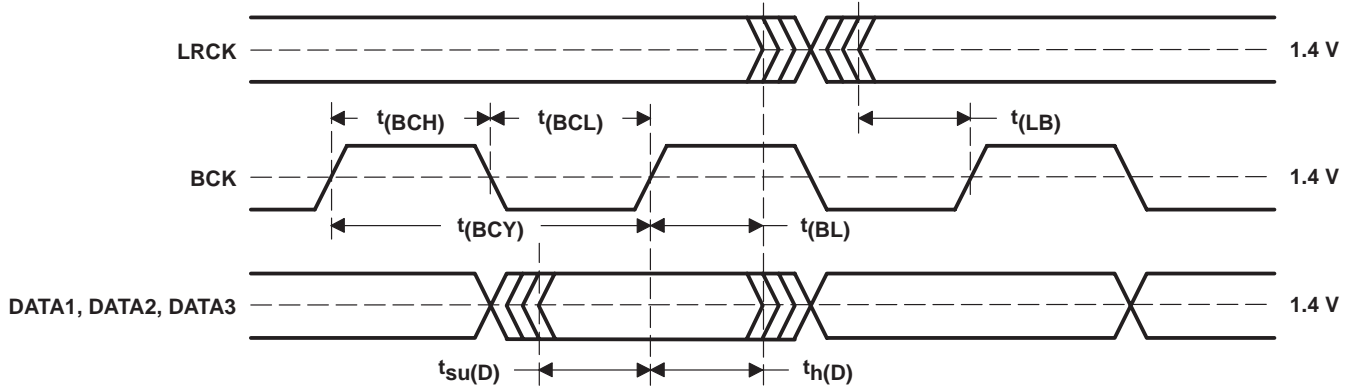 LRCK
1.4 V
t(BCH)
t(BCL)
t(LB)
BCK
1.4 V
t(BCY)
t(BL)
DATA1, DATA2, DATA3
1.4 V
tsu(D)
th(D)